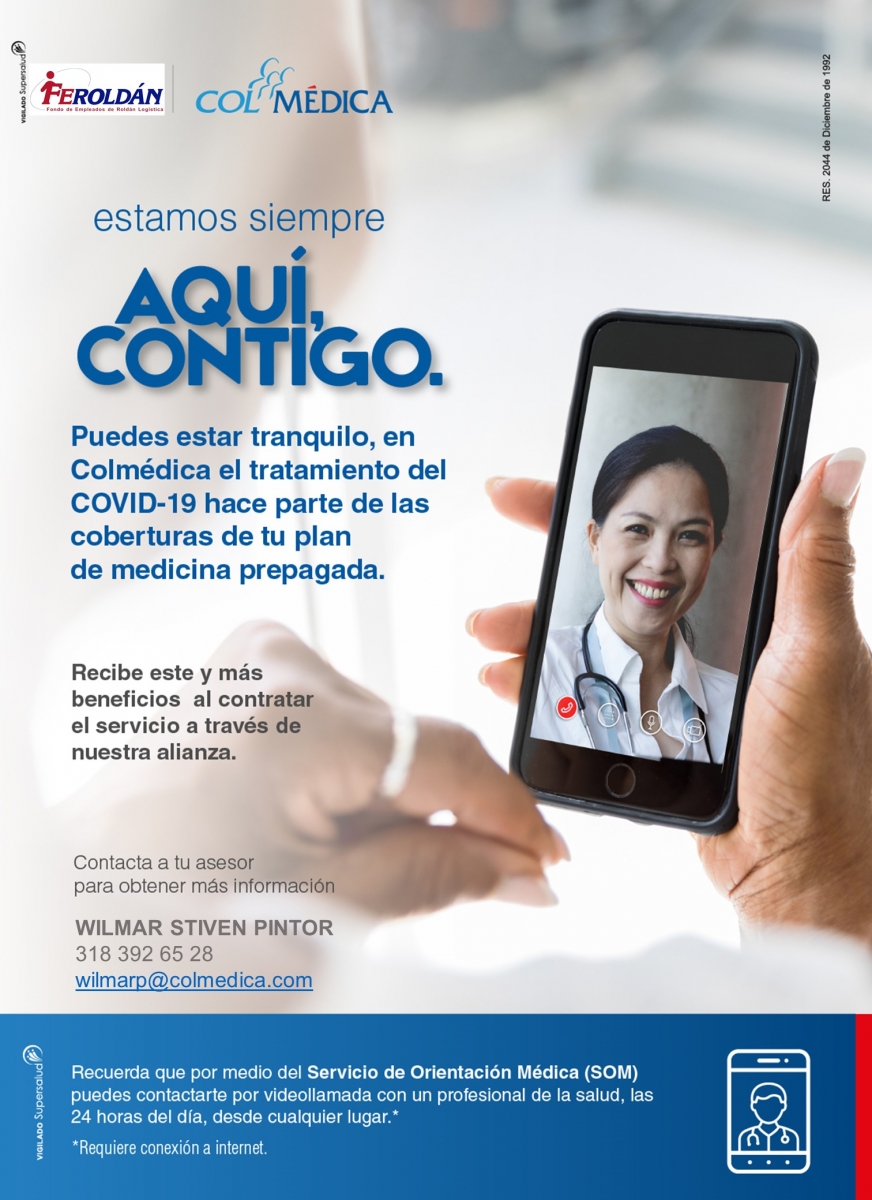 VIGILADO Supersalud
FEROLDÁN
Fondo de Empleados de Roldán Logística
COLMÉDICA
RES. 2044 de Diciembre de 1992
estamos siempre
AQUÍ,
CONTIGO.
Puedes estar tranquilo, en
Colmédica el tratamiento del
COVID-19 hace parte de las
coberturas de tu plan
de medicina prepagada.
Recibe este y más
beneficios al contratar
el servicio a través de
nuestra alianza.
Contacta a tu asesor
para obtener más información
WILMAR STIVEN PINTOR
318 392 65 28
wilmarp@colmedica.com
VIGILADO Supersalud
Recuerda que por medio del Servicio de Orientación Médica (SOM)
puedes contactarte por videollamada con un profesional de la salud, las
24 horas del día, desde cualquier lugar.*
*Requiere conexión a internet.